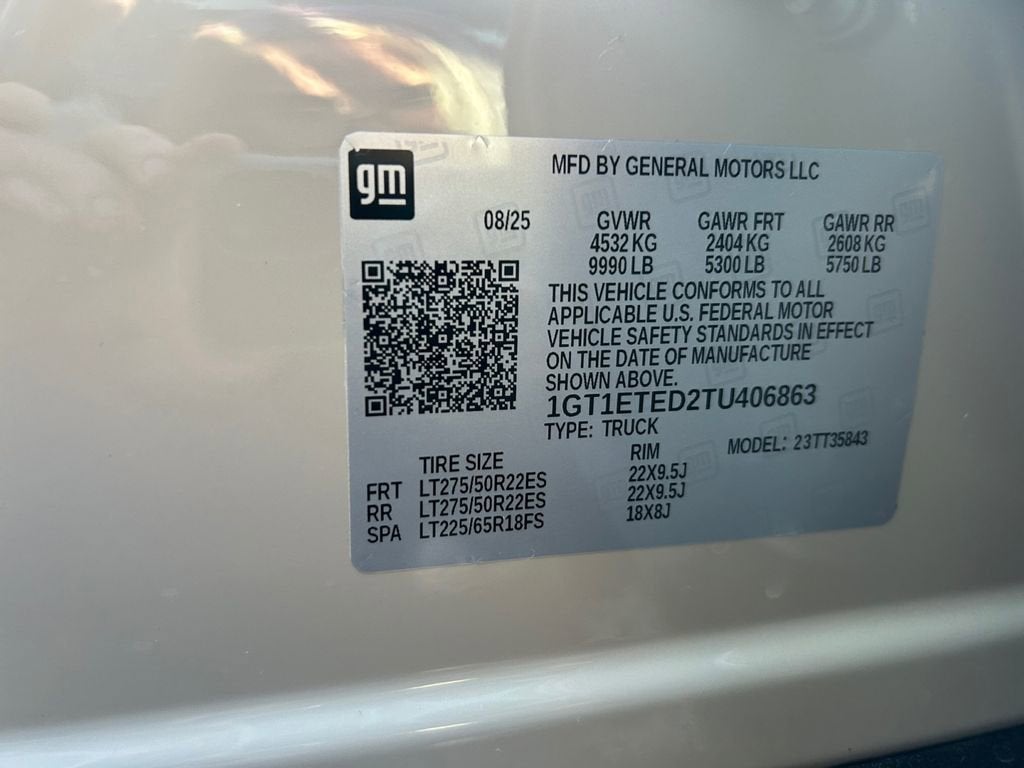 gm
MFD BY GENERAL MOTORS LLC
08/25 GVWR GAWR FRT GAWR RR
4532 KG 2404 KG 2608 KG
9990 LB 5300 LB 5750 LB
THIS VEHICLE CONFORMS TO ALL
APPLICABLE U.S. FEDERAL MOTOR
VEHICLE SAFETY STANDARDS IN EFFECT
ON THE DATE OF MANUFACTURE
SHOWN ABOVE.
1GT1ETED2TU406863
TYPE: TRUCK MODEL: 23TT35843
TIRE SIZE RIM
FRT LT275/50R22ES 22X9.5J
RR LT275/50R22ES 22X9.5J
SPA LT225/65R18FS 18X8J